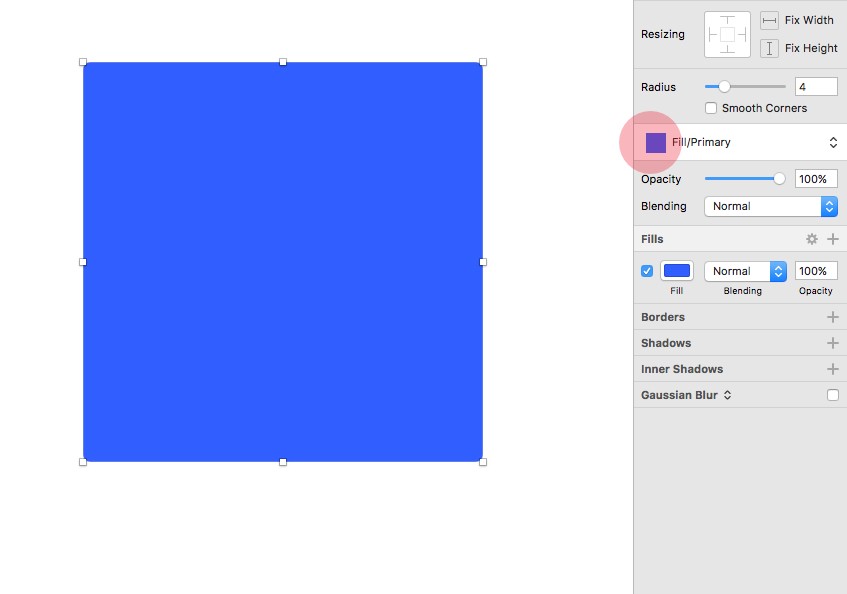 Resizing
Fix Width
Fix Height
Radius
4
Smooth Corners
Fill/Primary
Opacity
100%
Blending
Normal
Fills
Normal
100%
Fill
Blending
Opacity
Borders
Shadows
Inner Shadows
Gaussian Blur